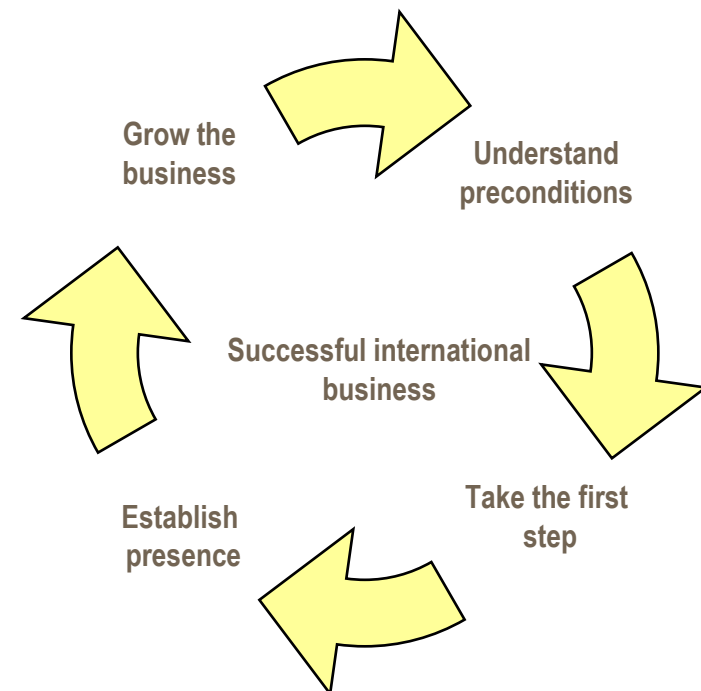 Grow the
business
Understand
preconditions
Successful international
business
Take the first
step
Establish
presence